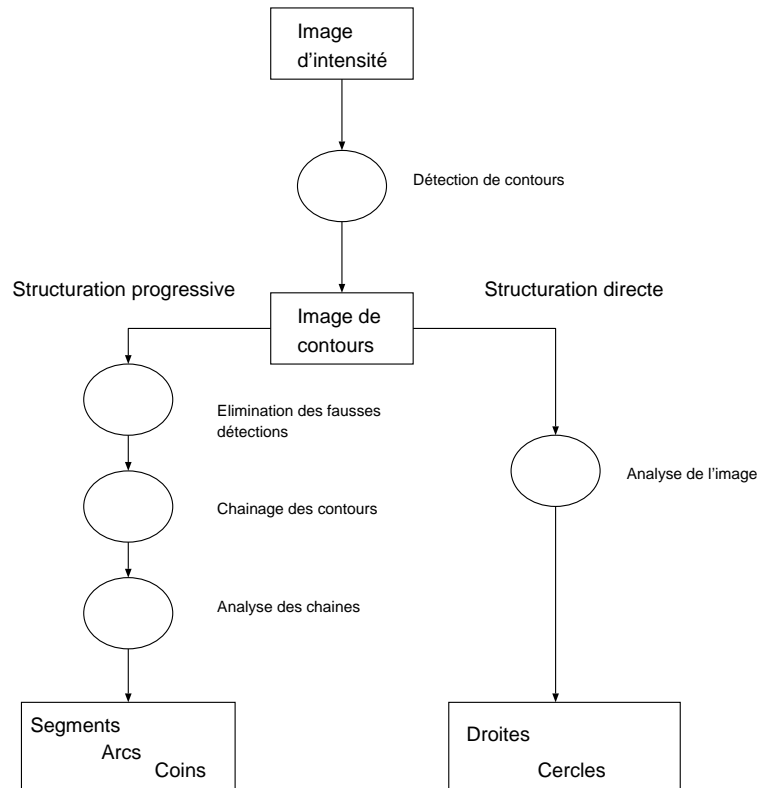 Image
d'intensité
Détection de contours
Structuration progressive
Structuration directe
Image de
contours
Elimination des fausses
détections
Analyse de l'image
Chainage des contours
Analyse des chaines
Segments
Arcs
Coins
Droites
Cercles